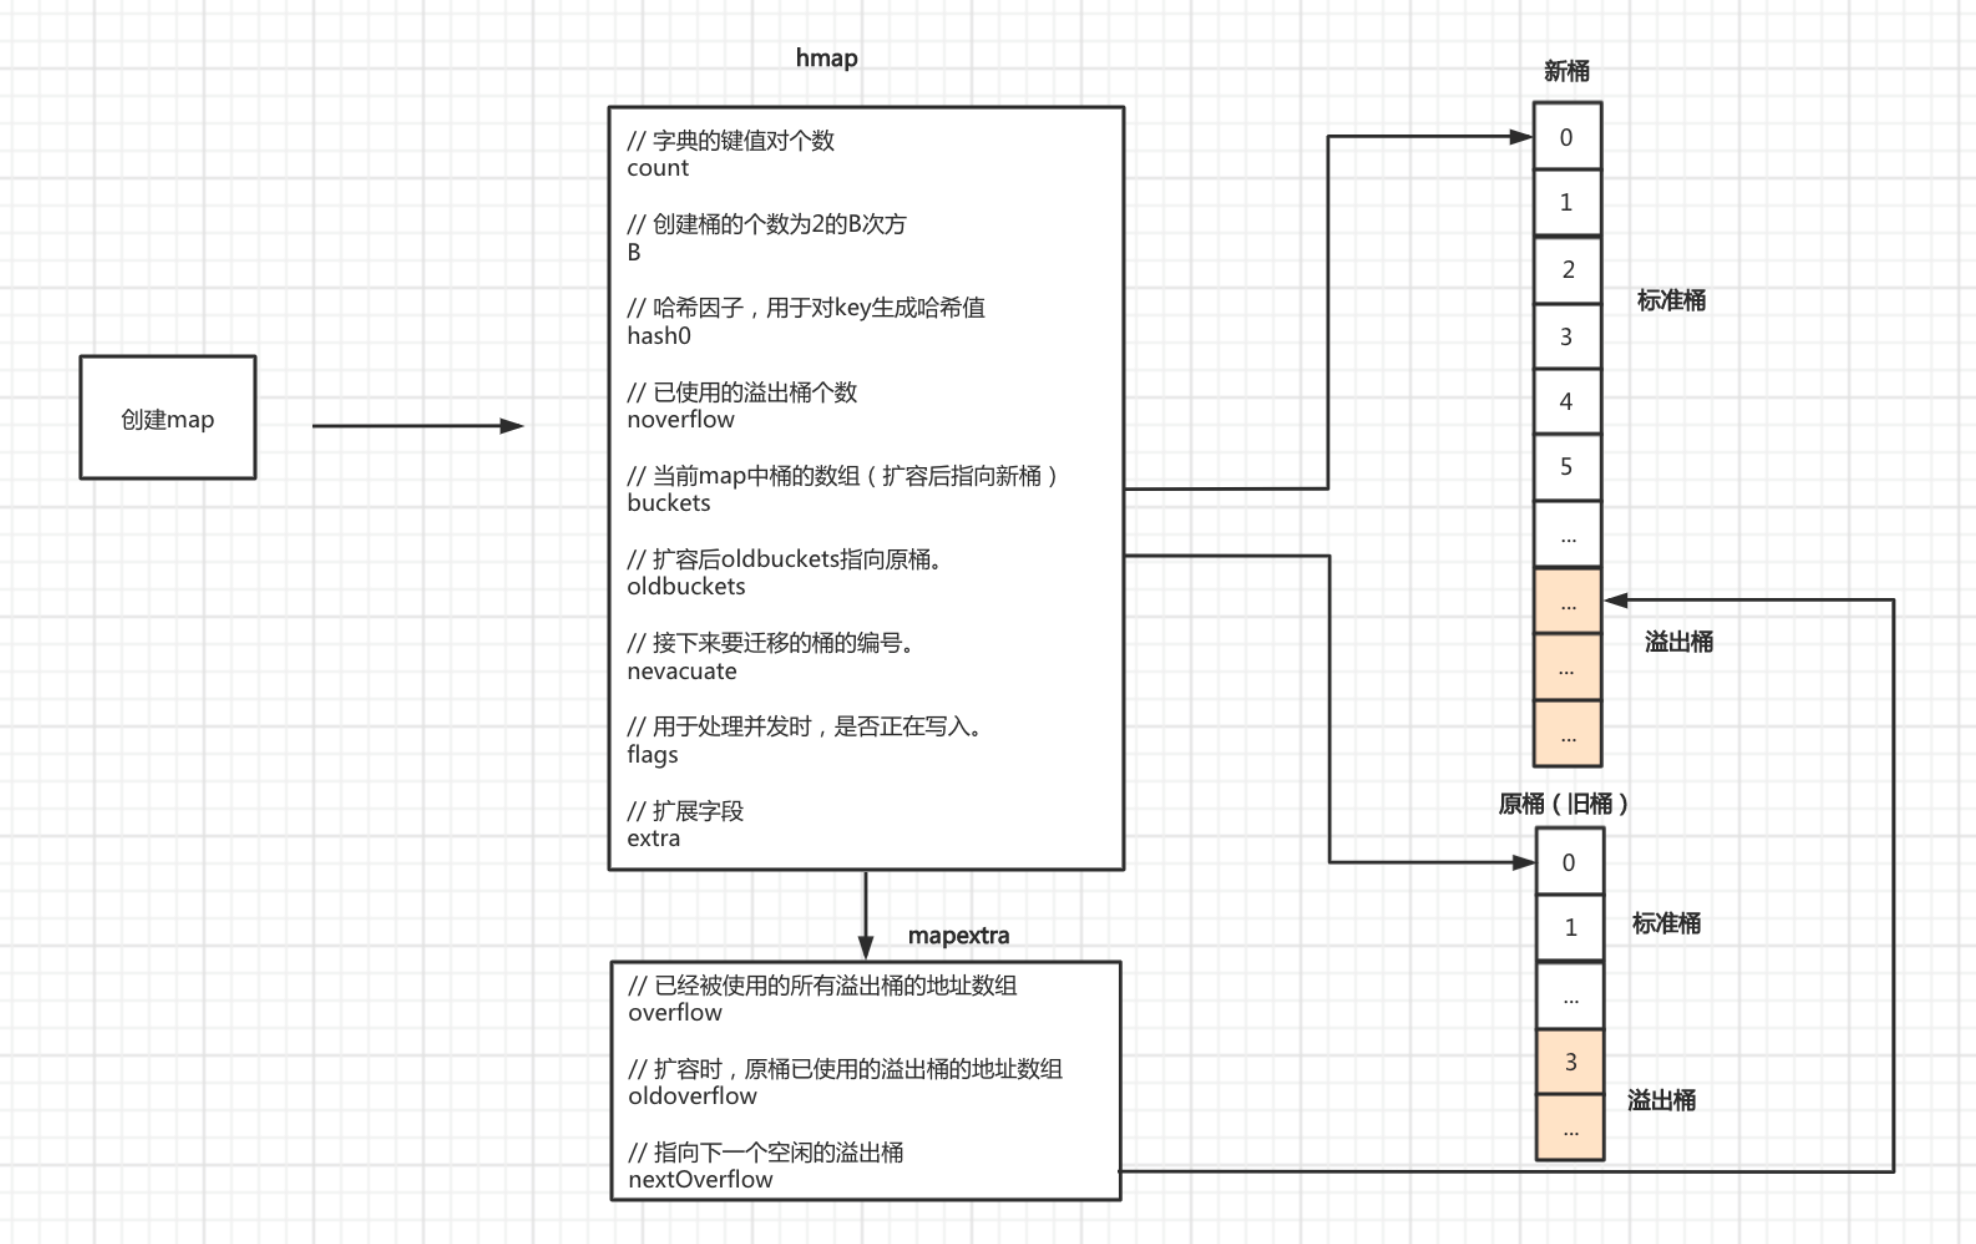 hmap
// 字典的键值对个数
count
// 创建桶的个数为2的B次方
B
// 哈希因子，用于对key生成哈希值
hash0
// 已使用的溢出桶个数
noverflow
// 当前map中桶的数组（扩容后指向新桶）
buckets
// 扩容后oldbuckets指向原桶。
oldbuckets
// 接下来要迁移的桶的编号。
nevacuate
// 用于处理并发时，是否正在写入。
flags
// 扩展字段
extra
创建map
mapextra
// 已经被使用的所有溢出桶的地址数组
overflow
// 扩容时，原桶已使用的溢出桶的地址数组
oldoverflow
// 指向下一个空闲的溢出桶
nextOverflow
新桶
0
1
2
3
4
5
...
...
...
...
标准桶
溢出桶
原桶（旧桶）
0
1
...
3
...
标准桶
溢出桶